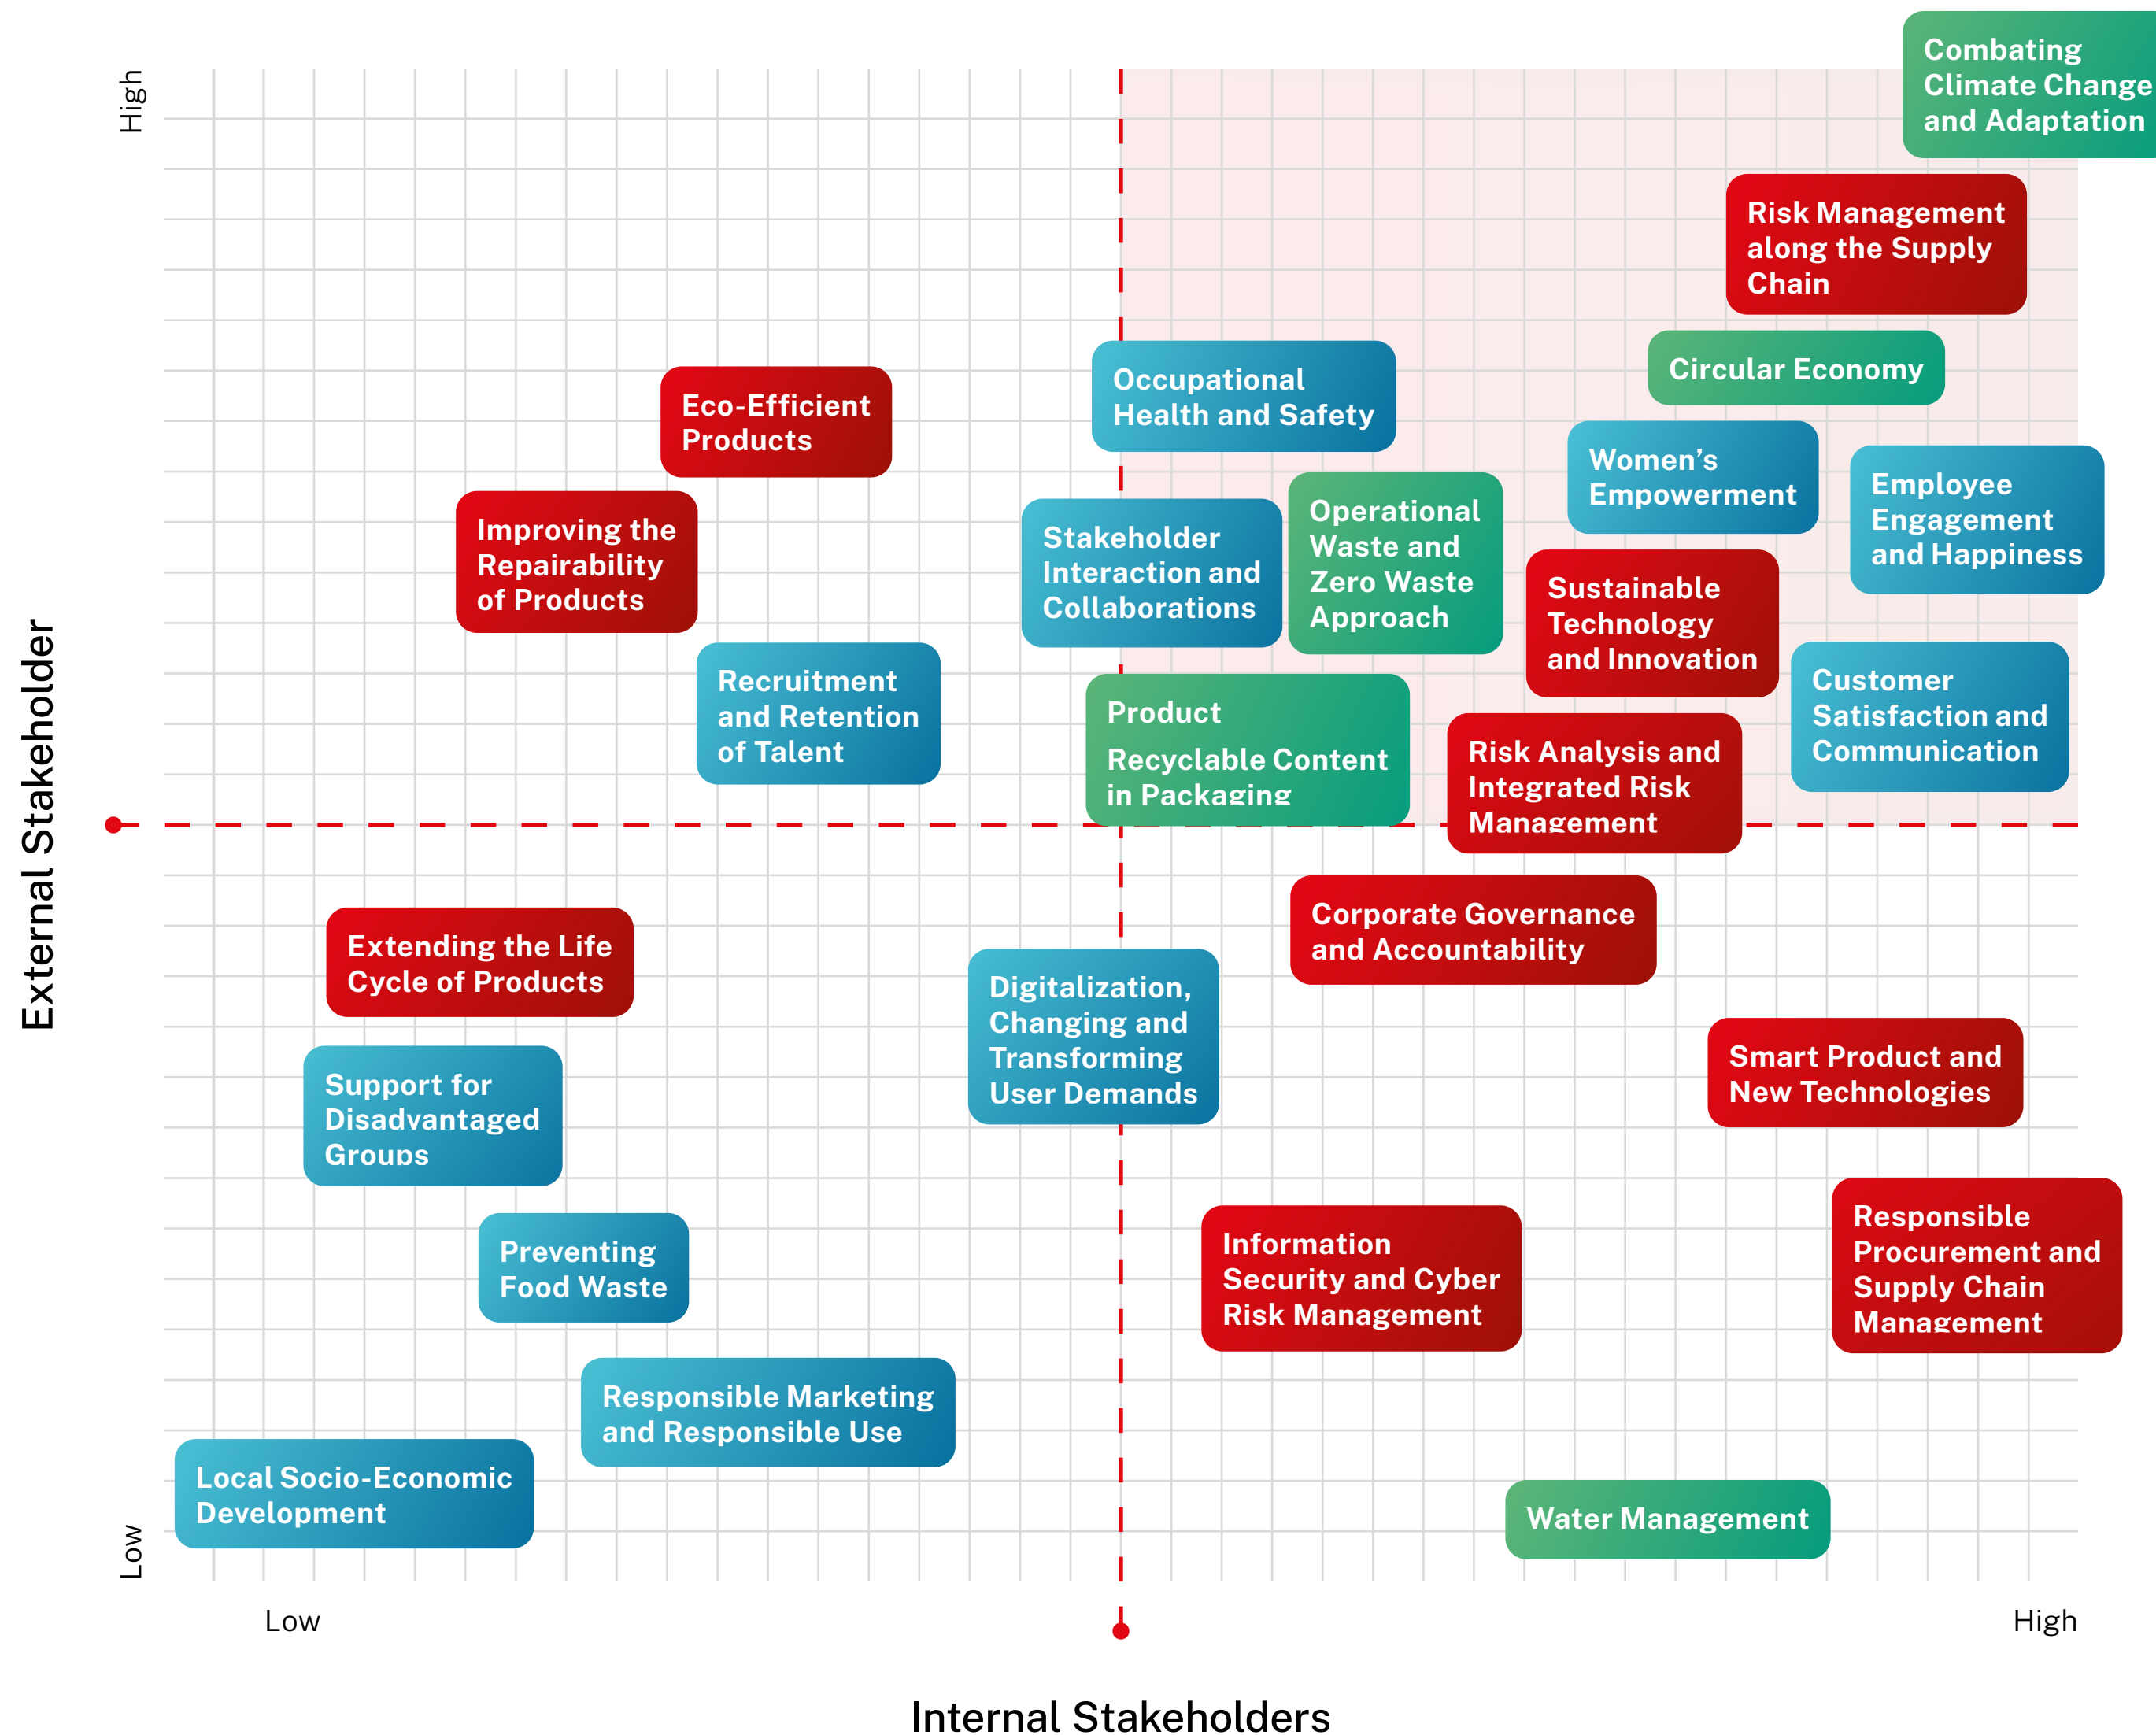 High
Combating
Climate Change
and Adaptation
Risk Management
along the Supply
Chain
Circular Economy
Occupational
Health and Safety
Eco-Efficient
Products
Women’s
Empowerment
Employee
Engagement
and Happiness
Operational
Waste and
Zero Waste
Approach
Improving the
Repairability
of Products
Stakeholder
Interaction and
Collaborations
Sustainable
Technology
and Innovation
Recruitment
and Retention
of Talent
Customer
Satisfaction and
Communication
Product
Recyclable Content
in Packaging
Risk Analysis and
Integrated Risk
Management
External Stakeholder
Corporate Governance
and Accountability
Extending the Life
Cycle of Products
Digitalization,
Changing and
Transforming
User Demands
Smart Product and
New Technologies
Support for
Disadvantaged
Groups
Responsible
Procurement and
Supply Chain
Management
Information
Security and Cyber
Risk Management
Preventing
Food Waste
Responsible Marketing
and Responsible Use
Local Socio-Economic
Development
Water Management
Low
Low
High
Internal Stakeholders